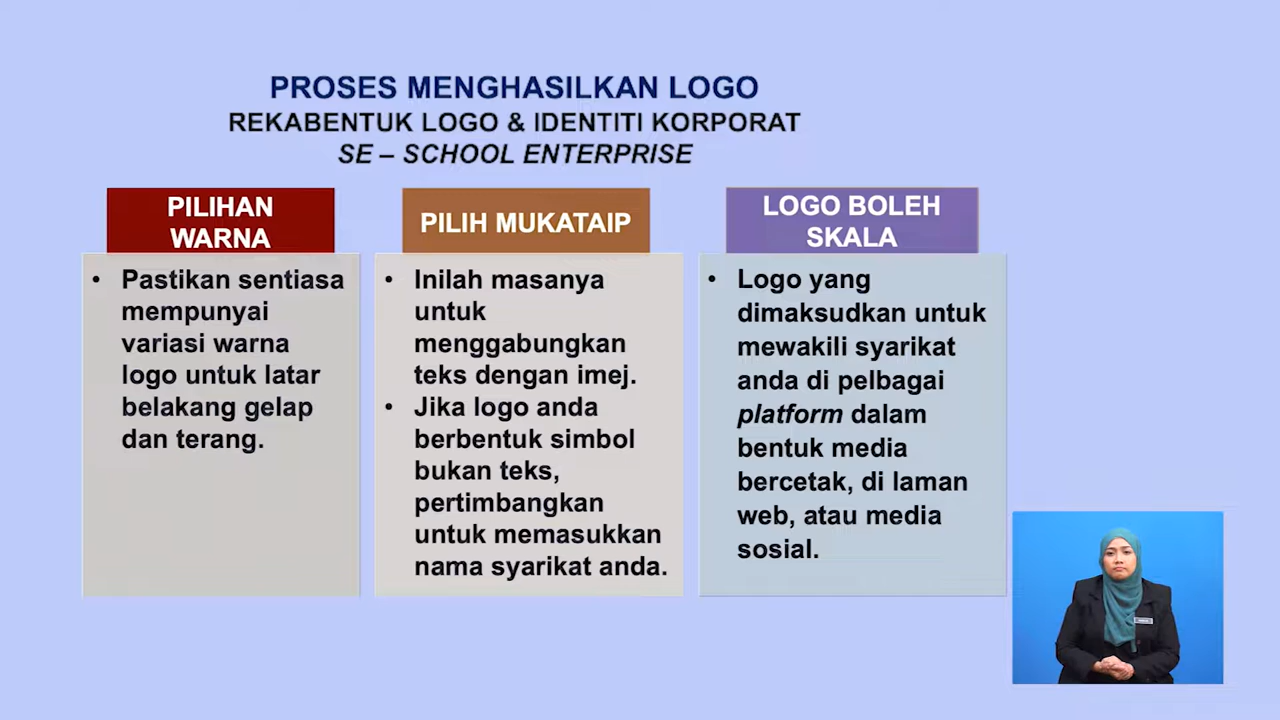 PROSES MENGHASILKAN LOGO
REKABENTUK LOGO & IDENTITI KORPORAT
SE – SCHOOL ENTERPRISE
PILIHAN
WARNA
• Pastikan sentiasa
mempunyai
variasi warna
logo untuk latar
belakang gelap
dan terang.
PILIH MUKATAIP
• Inilah masanya
untuk
menggabungkan
teks dengan imej.
• Jika logo anda
berbentuk simbol
bukan teks,
pertimbangkan
untuk memasukkan
nama syarikat anda.
LOGO BOLEH
SKALA
• Logo yang
dimaksudkan untuk
mewakili syarikat
anda di pelbagai
platform dalam
bentuk media
bercetak, di laman
web, atau media
sosial.